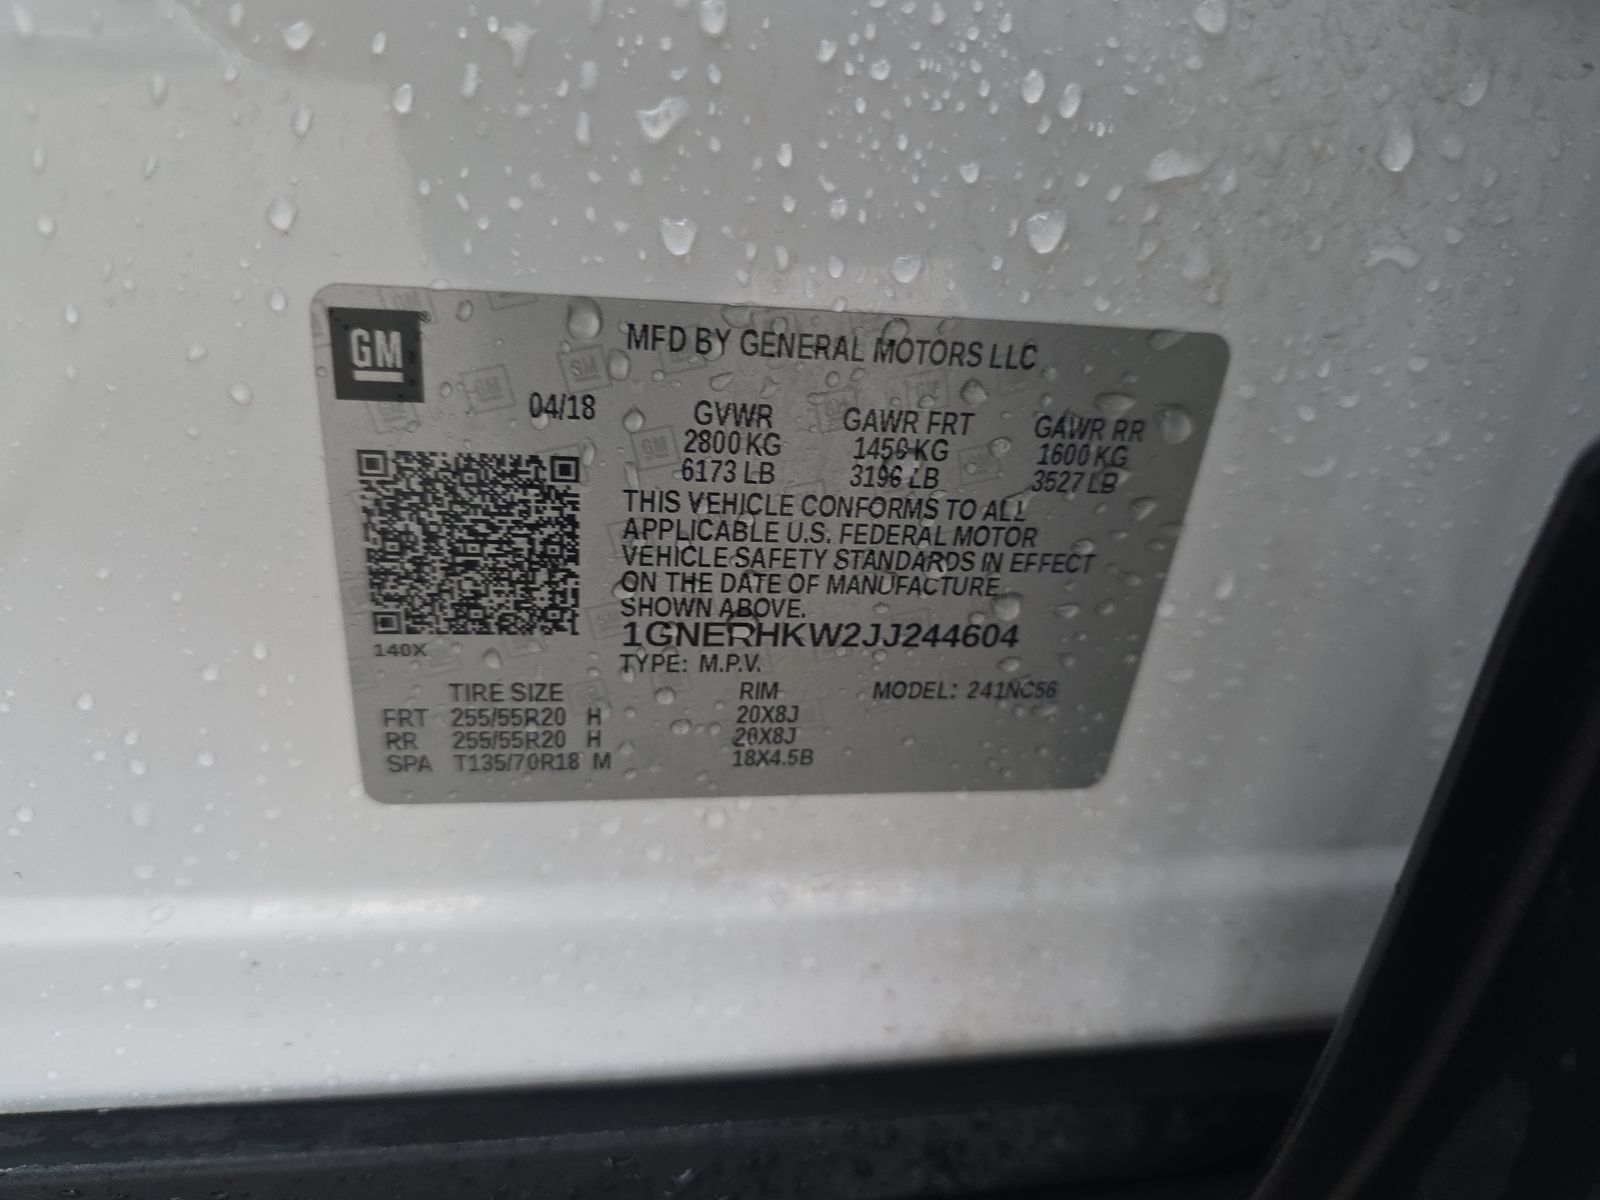 GM
MFD BY GENERAL MOTORS LLC
04/18
GVWR GAWR FRT GAWR RR
2800 KG 1450 KG 1600 KG
6173 LB 3196 LB 3527 LB
THIS VEHICLE CONFORMS TO ALL
APPLICABLE U.S. FEDERAL MOTOR
VEHICLE SAFETY STANDARDS IN EFFECT
ON THE DATE OF MANUFACTURE
SHOWN ABOVE.
1GNERHKW2JJ244604
140X
TYPE: M.P.V.
TIRE SIZE RIM MODEL: 241NC56
FRT 255/55R20 H 20X8J
RR 255/55R20 H 20X8J
SPA T135/70R18 M 18X4.5B